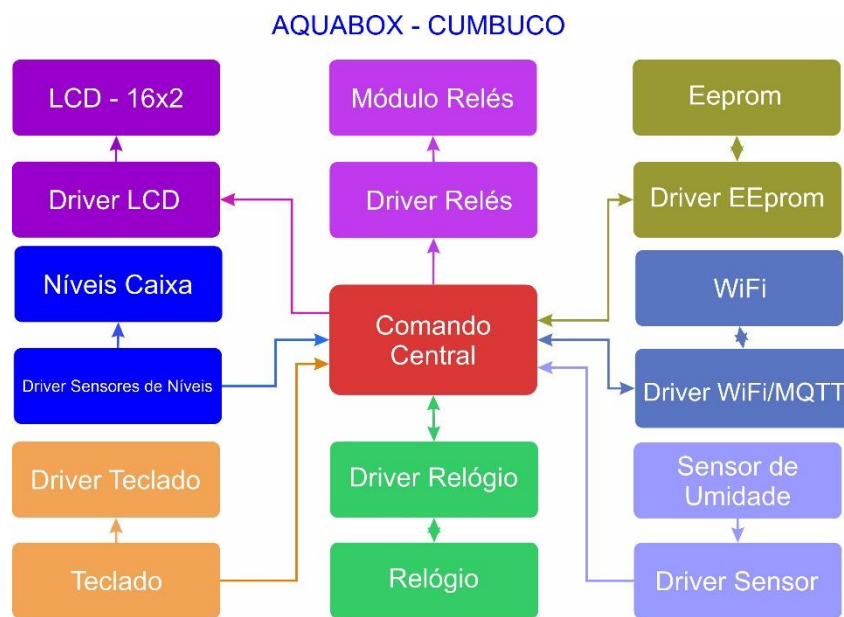 AQUABOX - CUMBUCO
LCD - 16x2
Módulo Relés
Eeprom
Driver LCD
Driver Relés
Driver EEprom
Níveis Caixa
WiFi
Comando
Central
Driver Sensores de Níveis
Driver WiFi/MQTT
Driver Teclado
Driver Relógio
Sensor de
Umidade
Teclado
Relógio
Driver Sensor